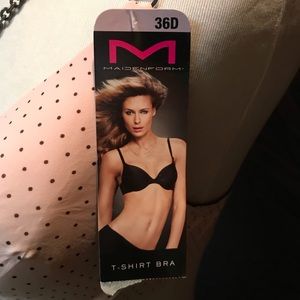 36D
M
MAIDENFORM
T-SHIRT BRA